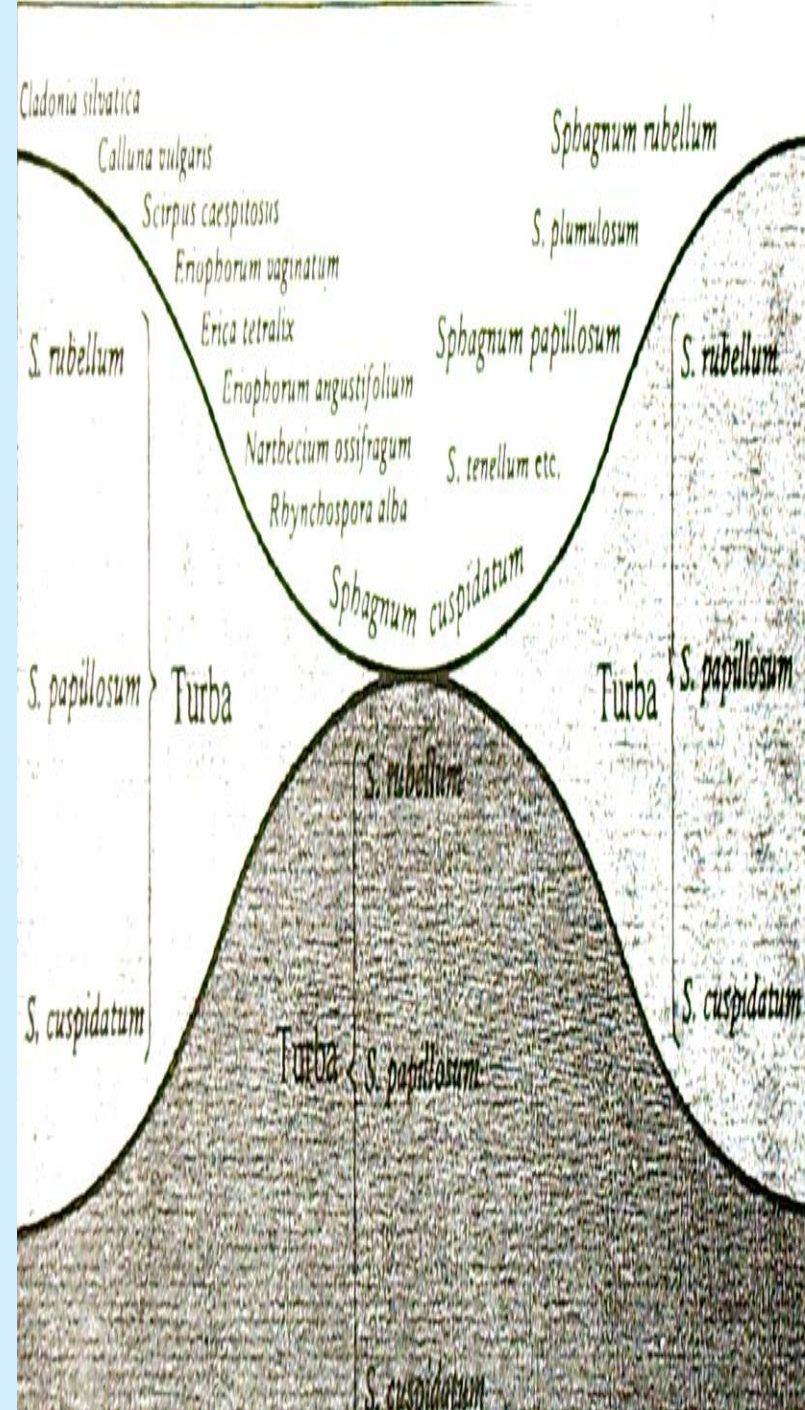 Cladonia silvatica
Calluna vulgaris
Scirpus caespitosus
Eriophorum vaginatum
Erica tetralix
Eriophorum angustifolium
Narthecium ossifragum
Rhynchospora alba
Sphagnum cuspidatum
Sphagnum rubellum
S. plumulosum
Sphagnum papillosum
S. tenellum etc.
S. rubellum
S. papillosum
S. cuspidatum
Turba
Turba
S. rubellum
S. papillosum
S. cuspidatum
S. rubellum
Turba
S. papillosum
S. cuspidatum